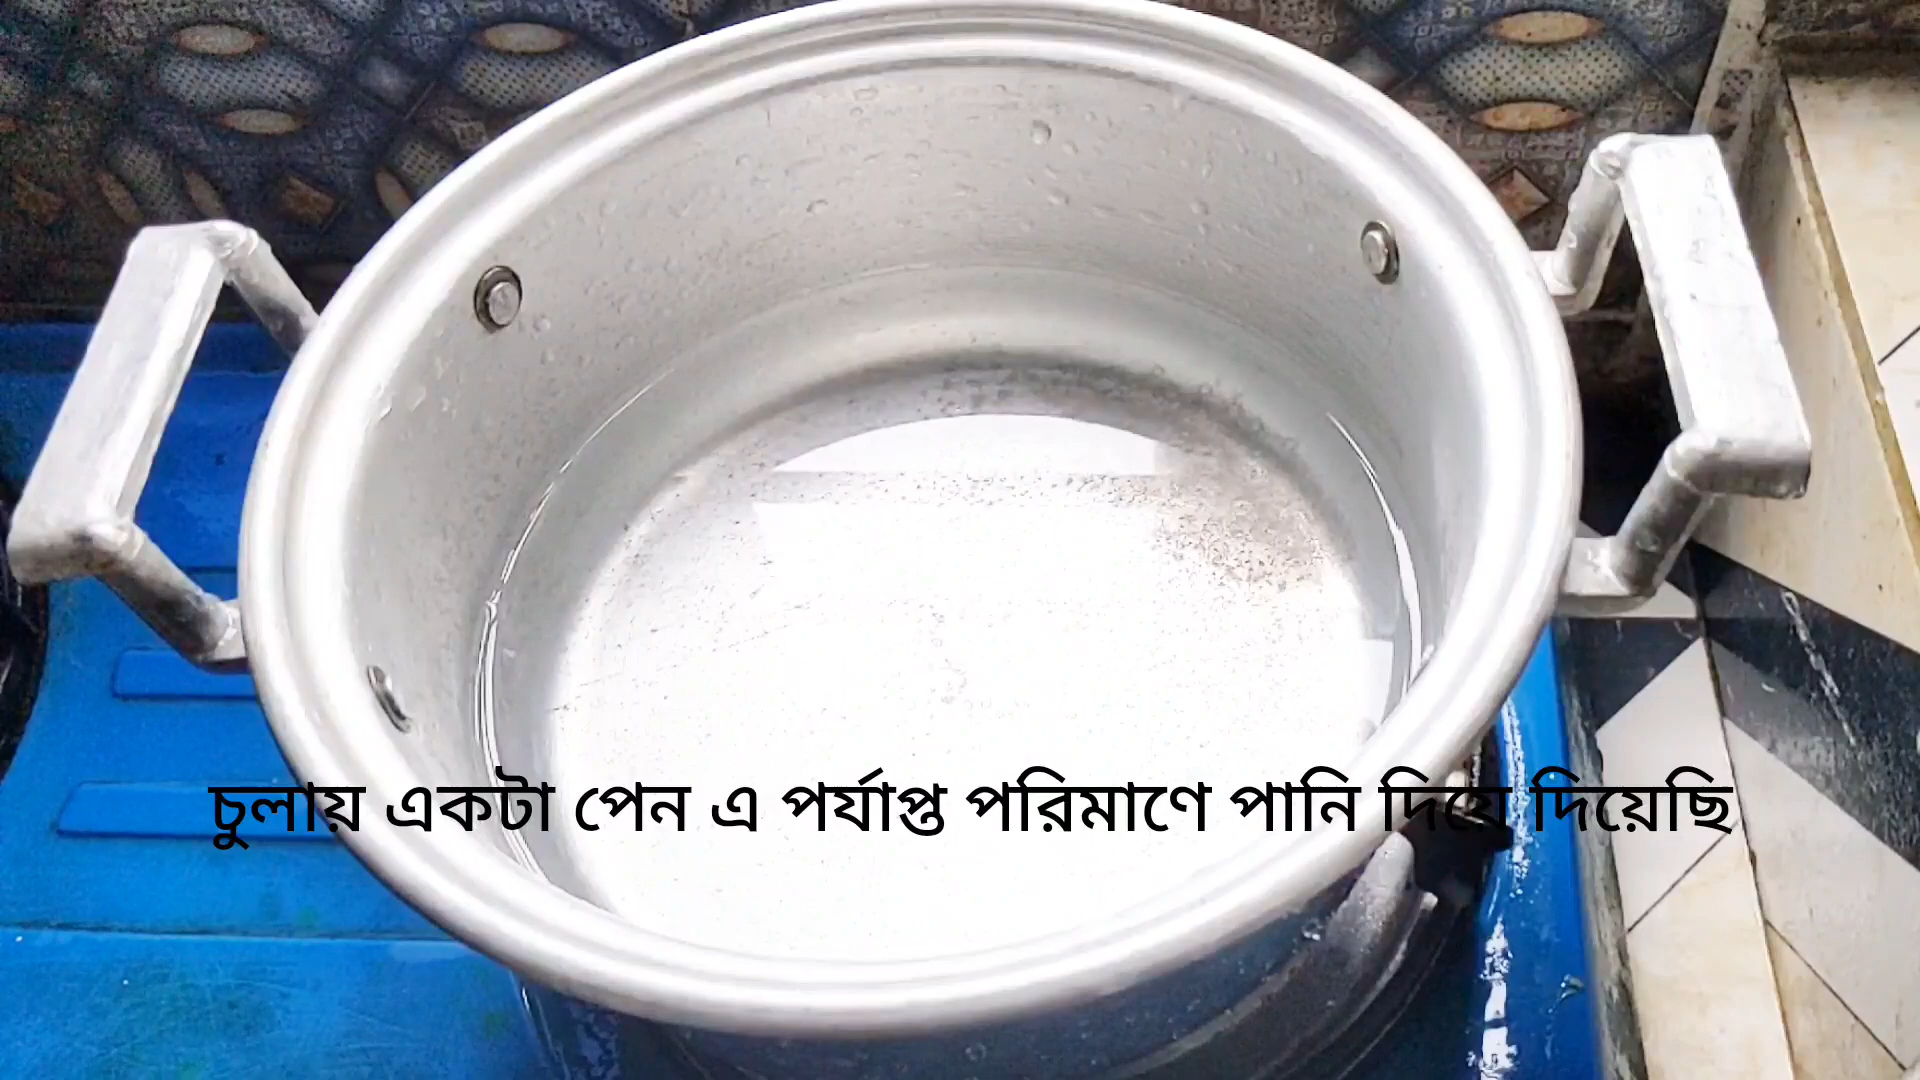 চুলায় একটা পেন এ পর্যাপ্ত পরিমাণে পানি দিয়ে দিয়েছি